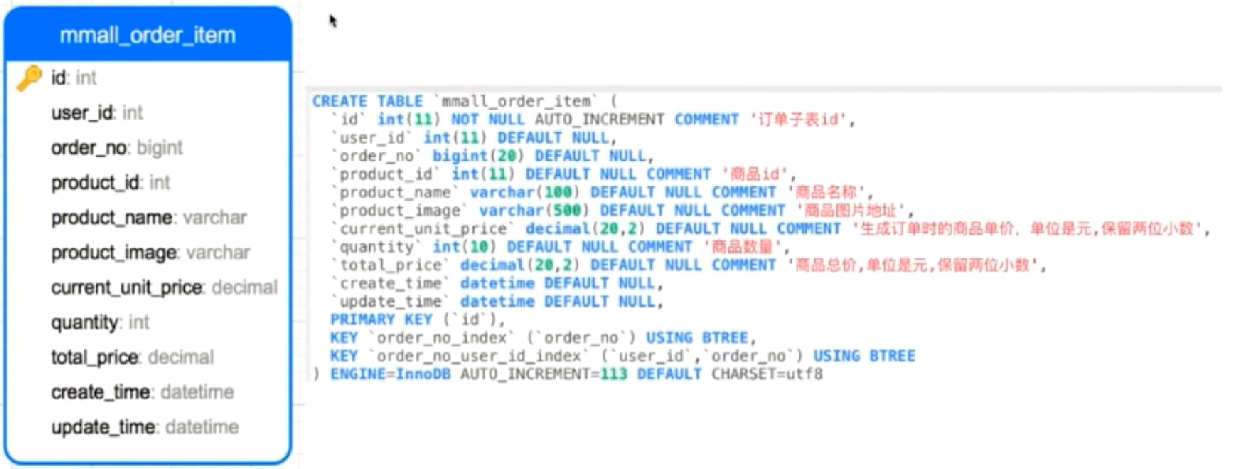 mmall_order_item
id: int
user_id: int
order_no: bigint
product_id: int
product_name: varchar
product_image: varchar
current_unit_price: decimal
quantity: int
total_price: decimal
create_time: datetime
update_time: datetime
CREATE TABLE `mmall_order_item` (
`id` int(11) NOT NULL AUTO_INCREMENT COMMENT '订单子表id',
`user_id` int(11) DEFAULT NULL,
`order_no` bigint(20) DEFAULT NULL,
`product_id` int(11) DEFAULT NULL COMMENT '商品id',
`product_name` varchar(100) DEFAULT NULL COMMENT '商品名称',
`product_image` varchar(500) DEFAULT NULL COMMENT '商品图片地址',
`current_unit_price` decimal(20,2) DEFAULT NULL COMMENT '生成订单时的商品单价，单位是元,保留两位小数',
`quantity` int(10) DEFAULT NULL COMMENT '商品数量',
`total_price` decimal(20,2) DEFAULT NULL COMMENT '商品总价,单位是元,保留两位小数',
`create_time` datetime DEFAULT NULL,
`update_time` datetime DEFAULT NULL,
PRIMARY KEY (`id`),
KEY `order_no_index` (`order_no`) USING BTREE,
KEY `order_no_user_id_index` (`user_id`,`order_no`) USING BTREE
) ENGINE=InnoDB AUTO_INCREMENT=113 DEFAULT CHARSET=utf8